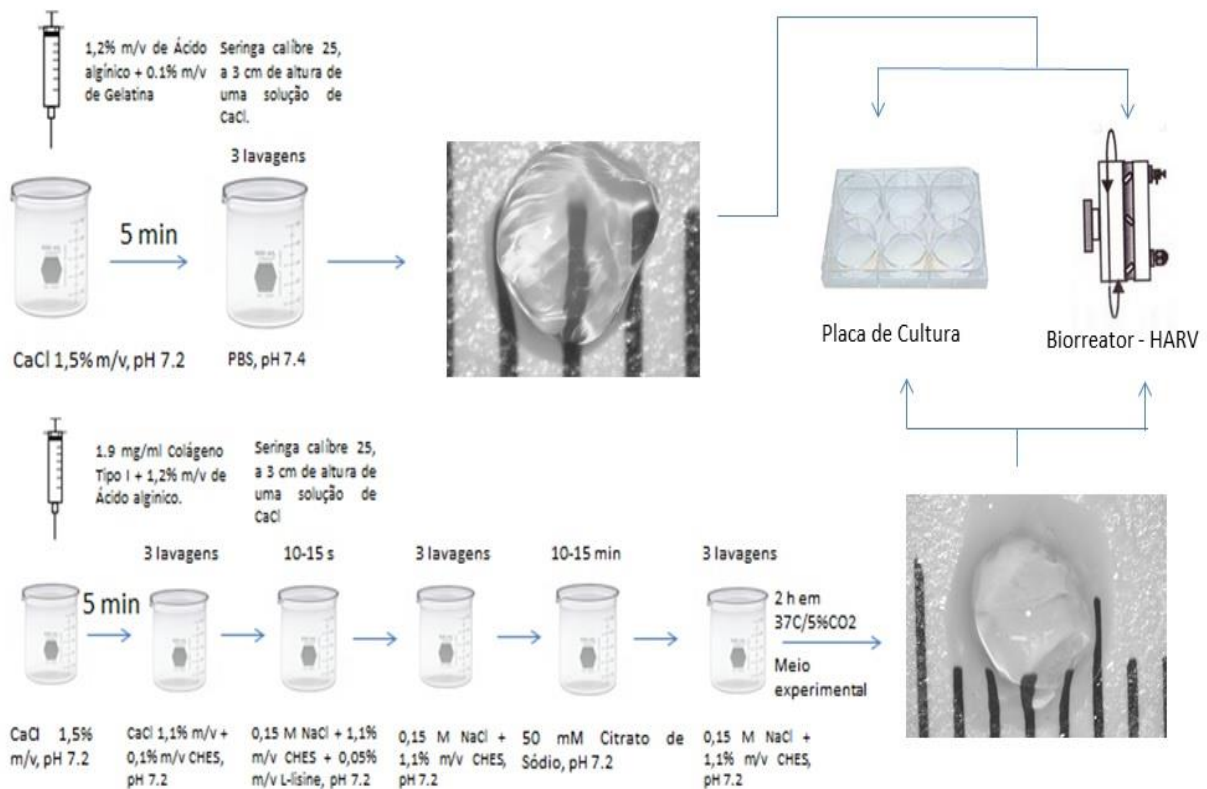 1,2% m/v de Ácido
algínico + 0.1% m/v
de Gelatina
Seringa calibre 25,
a 3 cm de altura de
uma solução de
CaCl.
3 lavagens
5 min
CaCl 1,5% m/v, pH 7.2
PBS, pH 7.4
Placa de Cultura
Biorreator - HARV
1.9 mg/ml Colágeno
Tipo I + 1,2% m/v de
Ácido algínico.
Seringa calíbre 25,
a 3 cm de altura de
uma solução de
CaCl
3 lavagens
10-15 s
3 lavagens
10-15 min
3 lavagens
5 min
2 h em
37C/5%CO2
Meio
experimental
CaCl 1,5%
m/v, pH 7.2
CaCl 1,1% m/v +
0,1% m/v CHES,
pH 7.2
0,15 M NaCl + 1,1%
m/v CHES + 0,05%
m/v L-lisine, pH 7.2
0,15 M NaCl +
1,1% m/v CHES,
pH 7.2
50 mM Citrato de
Sódio, pH 7.2
0,15 M NaCl +
1,1% m/v CHES,
pH 7.2